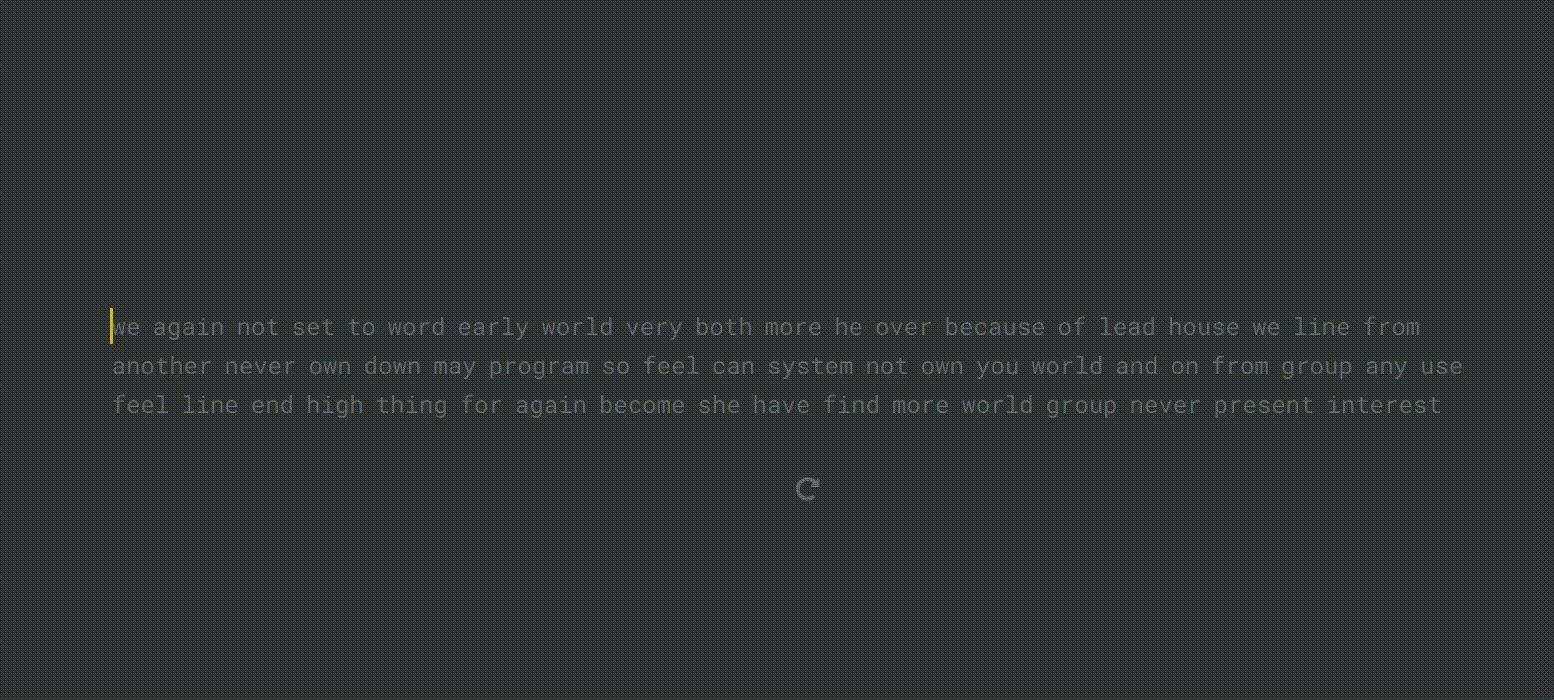 we again not set to word early world very both more he over because of lead house we line from
another never own down may program so feel can system not own you world and on from group any use
feel line end high thing for again become she have find more world group never present interest